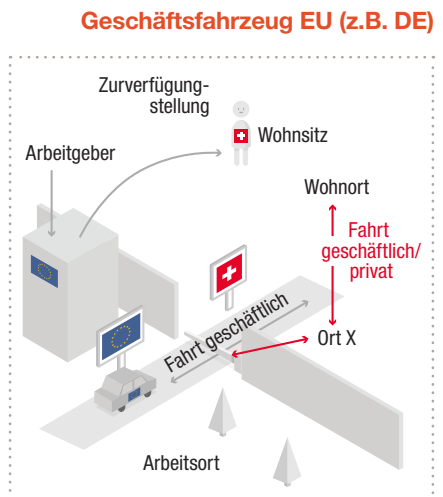 Geschäftsfahrzeug EU (z.B. DE)
Zurverfügung-
stellung
Wohnsitz
Arbeitgeber
Wohnort
Fahrt
geschäftlich/
privat
Fahrt geschäftlich
Ort X
Arbeitsort